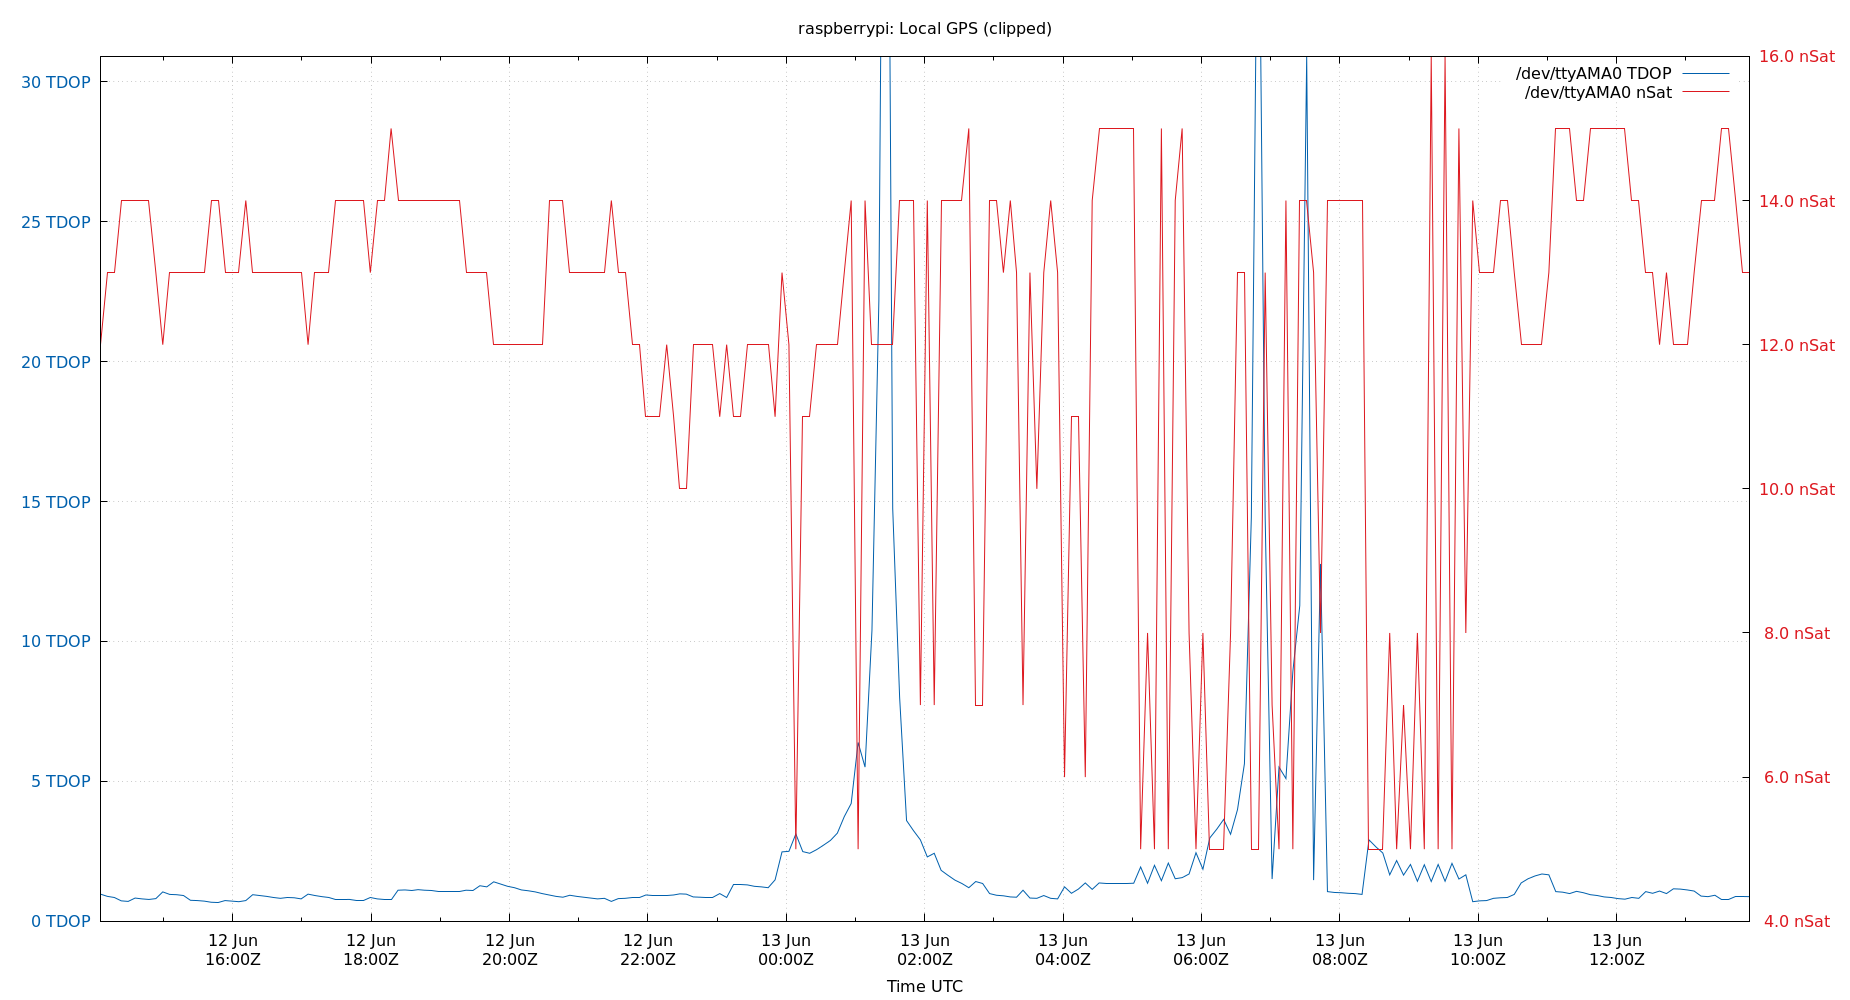 raspberrypi: Local GPS (clipped)
/dev/ttyAMA0 TDOP
/dev/ttyAMA0 nSat
30 TDOP
25 TDOP
20 TDOP
15 TDOP
10 TDOP
5 TDOP
0 TDOP
16.0 nSat
14.0 nSat
12.0 nSat
10.0 nSat
8.0 nSat
6.0 nSat
4.0 nSat
12 Jun
16:00Z
12 Jun
18:00Z
12 Jun
20:00Z
12 Jun
22:00Z
13 Jun
00:00Z
13 Jun
02:00Z
13 Jun
04:00Z
13 Jun
06:00Z
13 Jun
08:00Z
13 Jun
10:00Z
13 Jun
12:00Z
Time UTC